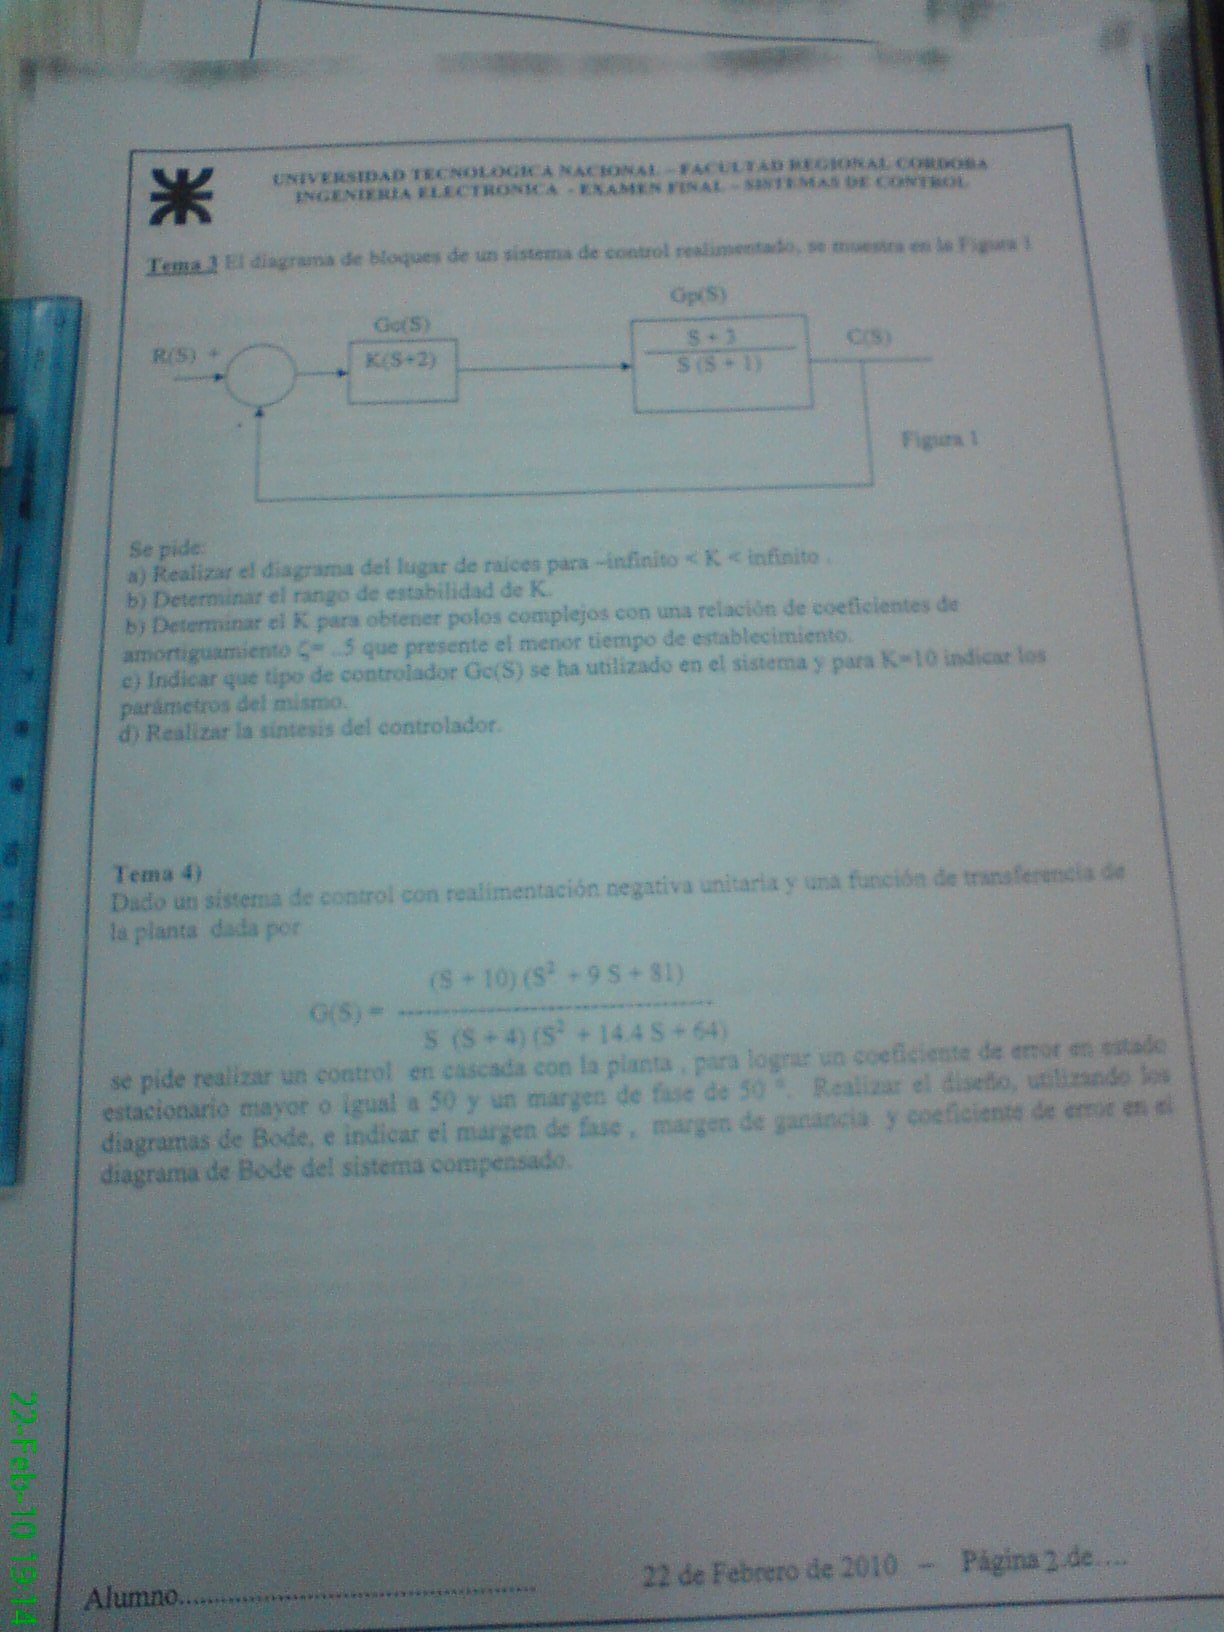 UNIVERSIDAD TECNOLOGICA NACIONAL – FACULTAD REGIONAL CORDOBA
INGENIERIA ELECTRONICA - EXAMEN FINAL – SISTEMAS DE CONTROL
Tema 3 El diagrama de bloques de un sistema de control realimentado, se muestra en la Figura 1
Gp(S)
Gc(S)
R(S) +
K(S+2)
S + 3
S (S + 1)
C(S)
Figura 1
Se pide:
a) Realizar el diagrama del lugar de raíces para –infinito < K < infinito .
b) Determinar el rango de estabilidad de K.
b) Determinar el K para obtener polos complejos con una relación de coeficientes de
amortiguamiento ζ= ..5 que presente el menor tiempo de establecimiento.
c) Indicar que tipo de controlador Gc(S) se ha utilizado en el sistema y para K=10 indicar los
parámetros del mismo.
d) Realizar la síntesis del controlador.
Tema 4)
Dado un sistema de control con realimentación negativa unitaria y una función de transferencia de
la planta dada por
(S + 10) (S² + 9 S + 81)
G(S) = ---------------------------------
S (S + 4) (S² + 14.4 S + 64)
se pide realizar un control en cascada con la planta , para lograr un coeficiente de error en estado
estacionario mayor o igual a 50 y un margen de fase de 50 °. Realizar el diseño, utilizando los
diagramas de Bode, e indicar el margen de fase , margen de ganancia y coeficiente de error en el
diagrama de Bode del sistema compensado.
22 de Febrero de 2010 – Página 2 de....
Alumno..........................................
22-Feb-10 19:14